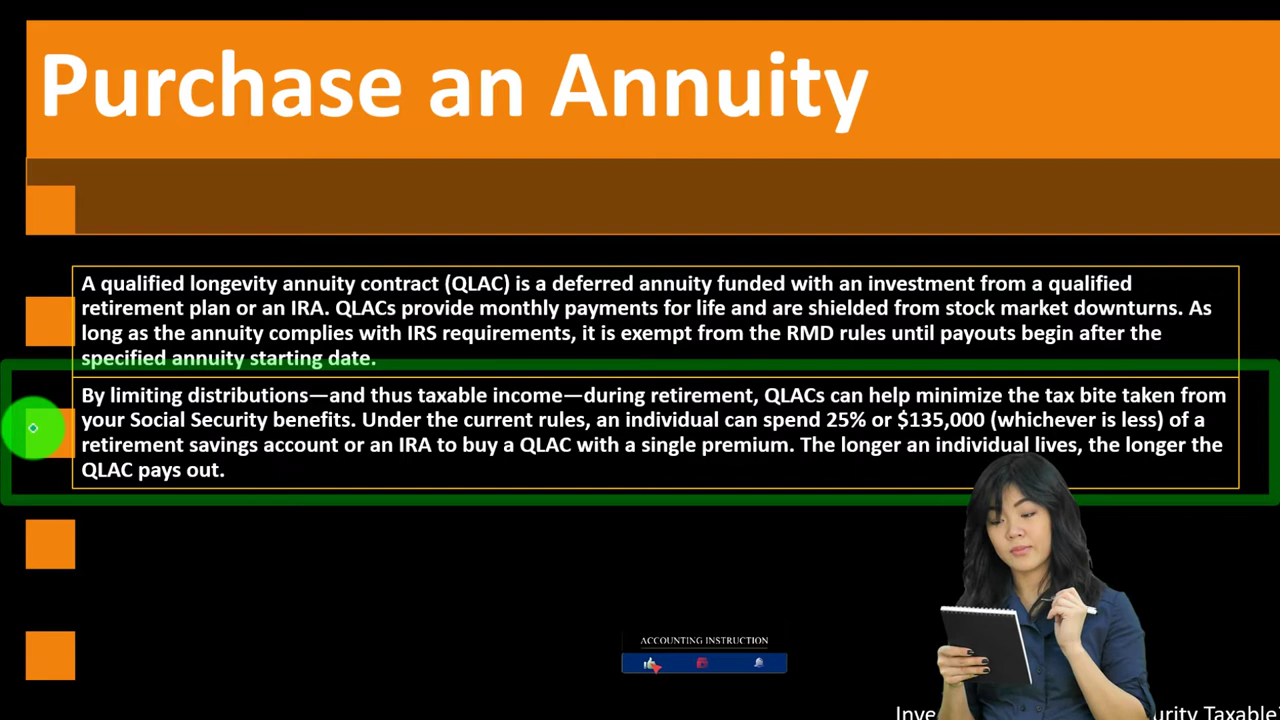 Purchase an Annuity
A qualified longevity annuity contract (QLAC) is a deferred annuity funded with an investment from a qualified
retirement plan or an IRA. QLACs provide monthly payments for life and are shielded from stock market downturns. As
long as the annuity complies with IRS requirements, it is exempt from the RMD rules until payouts begin after the
specified annuity starting date.
By limiting distributions—and thus taxable income—during retirement, QLACs can help minimize the tax bite taken from
your Social Security benefits. Under the current rules, an individual can spend 25% or $135,000 (whichever is less) of a
retirement savings account or an IRA to buy a QLAC with a single premium. The longer an individual lives, the longer the
QLAC pays out.
ACCOUNTING INSTRUCTION
Taxable?